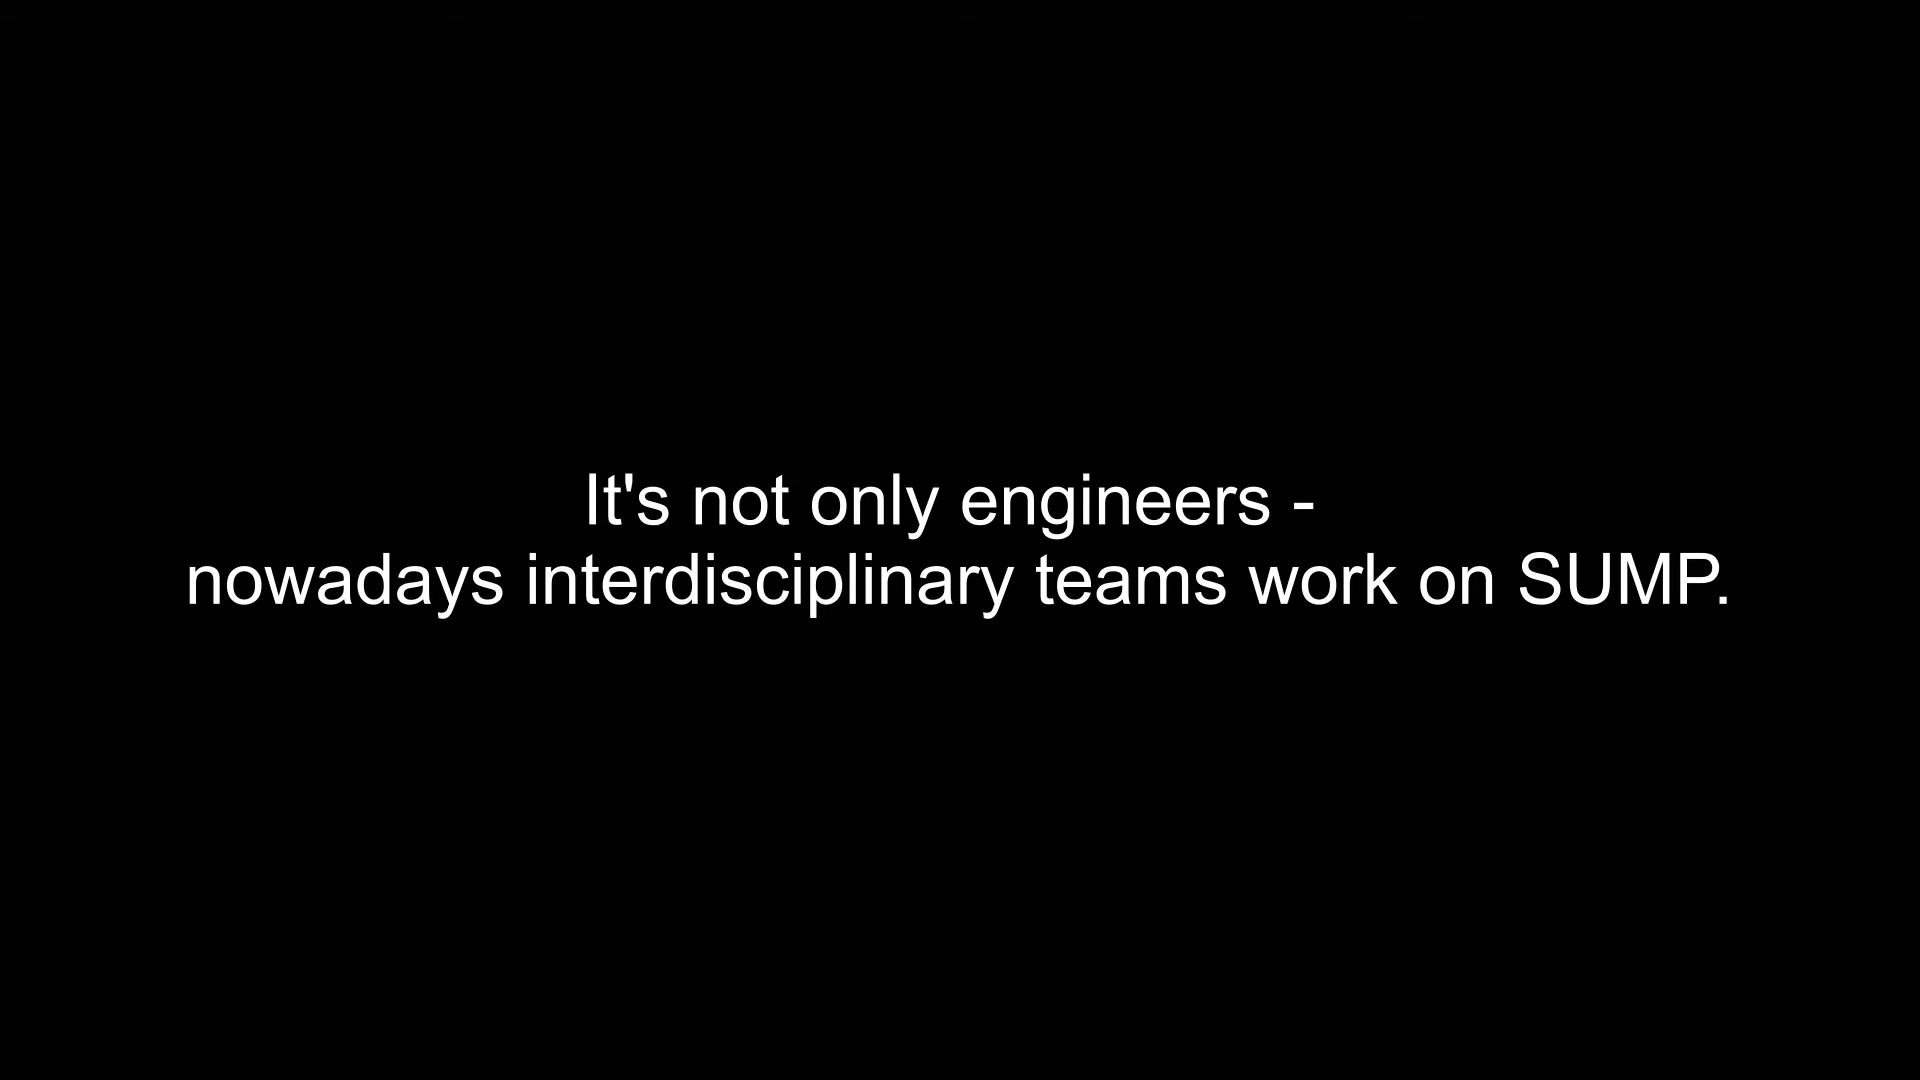 It's not only engineers -
nowadays interdisciplinary teams work on SUMP.